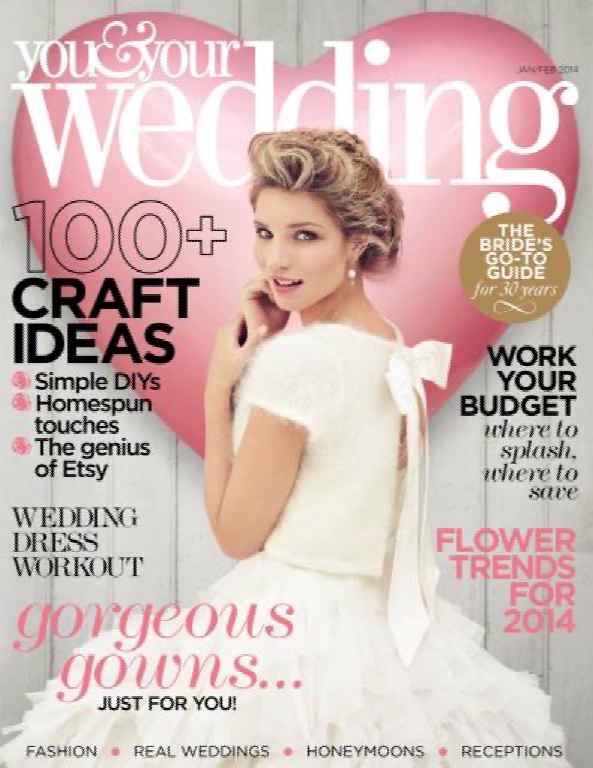 you&your
wedding
JAN/FEB 2014
100+
CRAFT
IDEAS
Simple DIYs
Homespun
touches
The genius
of Etsy
THE
BRIDE'S
GO-TO
GUIDE
for 30 years
WORK
YOUR
BUDGET
where to
splash,
where to
save
WEDDING
DRESS
WORKOUT
FLOWER
TRENDS
FOR
2014
gorgeous
gowns...
JUST FOR YOU!
FASHION • REAL WEDDINGS • HONEYMOONS • RECEPTIONS